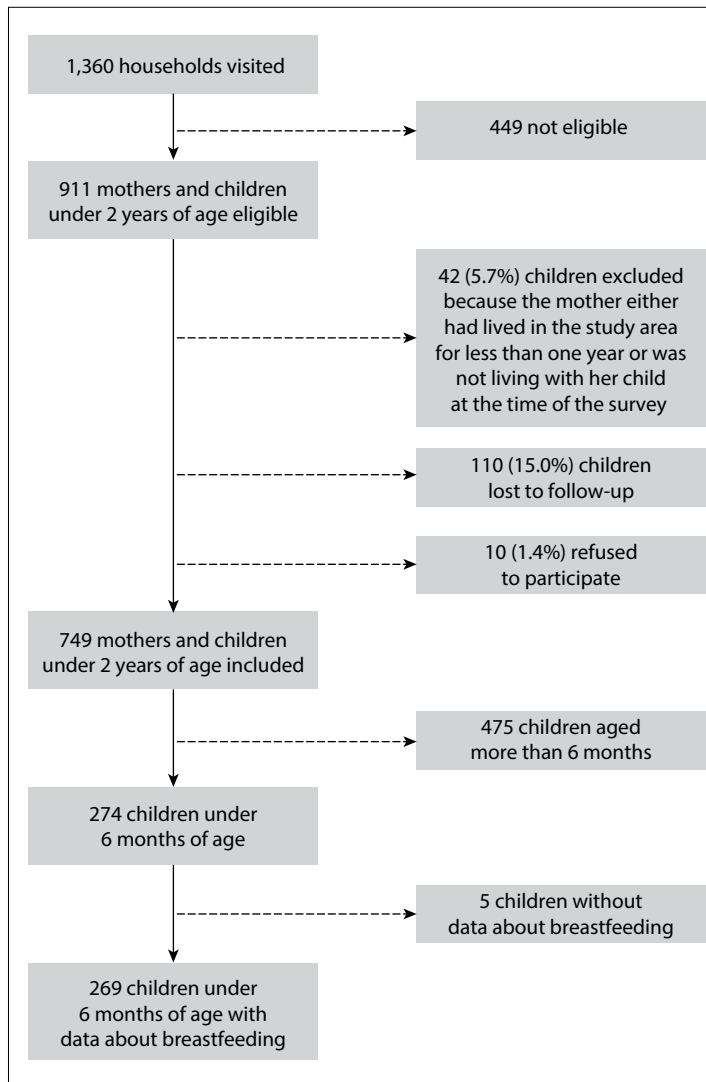 1,360 households visited
449 not eligible
911 mothers and children
under 2 years of age eligible
42 (5.7%) children excluded
because the mother either
had lived in the study area
for less than one year or was
not living with her child
at the time of the survey
110 (15.0%) children
lost to follow-up
10 (1.4%) refused
to participate
749 mothers and children
under 2 years of age included
475 children aged
more than 6 months
274 children under
6 months of age
5 children without
data about breastfeeding
269 children under
6 months of age with
data about breastfeeding